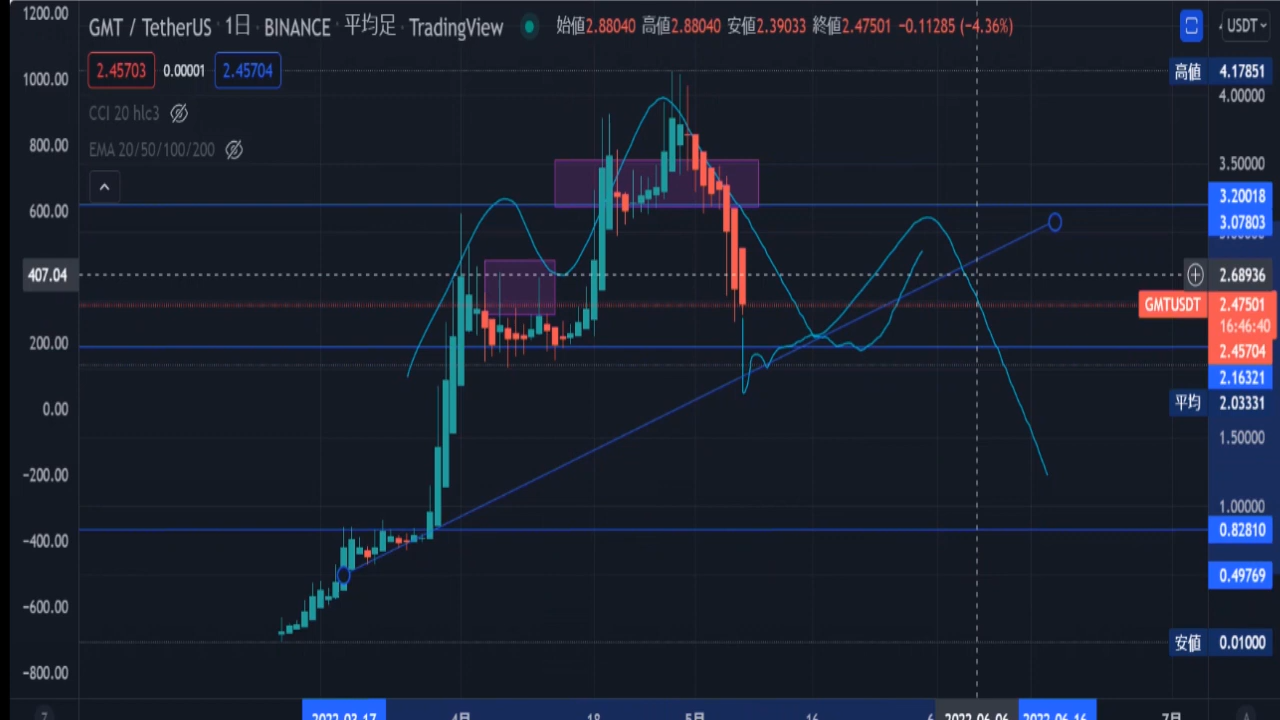 GMT / TetherUS · 1日 · BINANCE · 平均足 · TradingView 始値2.88040 高値2.88040 安値2.39033 終値2.47501 −0.11285 (−4.36%)
USDT
2.45703 0.00001 2.45704
CCI 20 hlc3
EMA 20/50/100/200
1200.00
1000.00
800.00
600.00
407.04
200.00
0.00
−200.00
−400.00
−600.00
−800.00
高値 4.17851
4.00000
3.50000
3.20018
3.07803
2.68936
GMTUSDT 2.47501
16:46:40
2.45704
2.16321
平均 2.03331
1.50000
1.00000
0.82810
0.49769
安値 0.01000
2022-03-17 4月 18 5月 16 6 2022-06-06 2022-06-16 7月